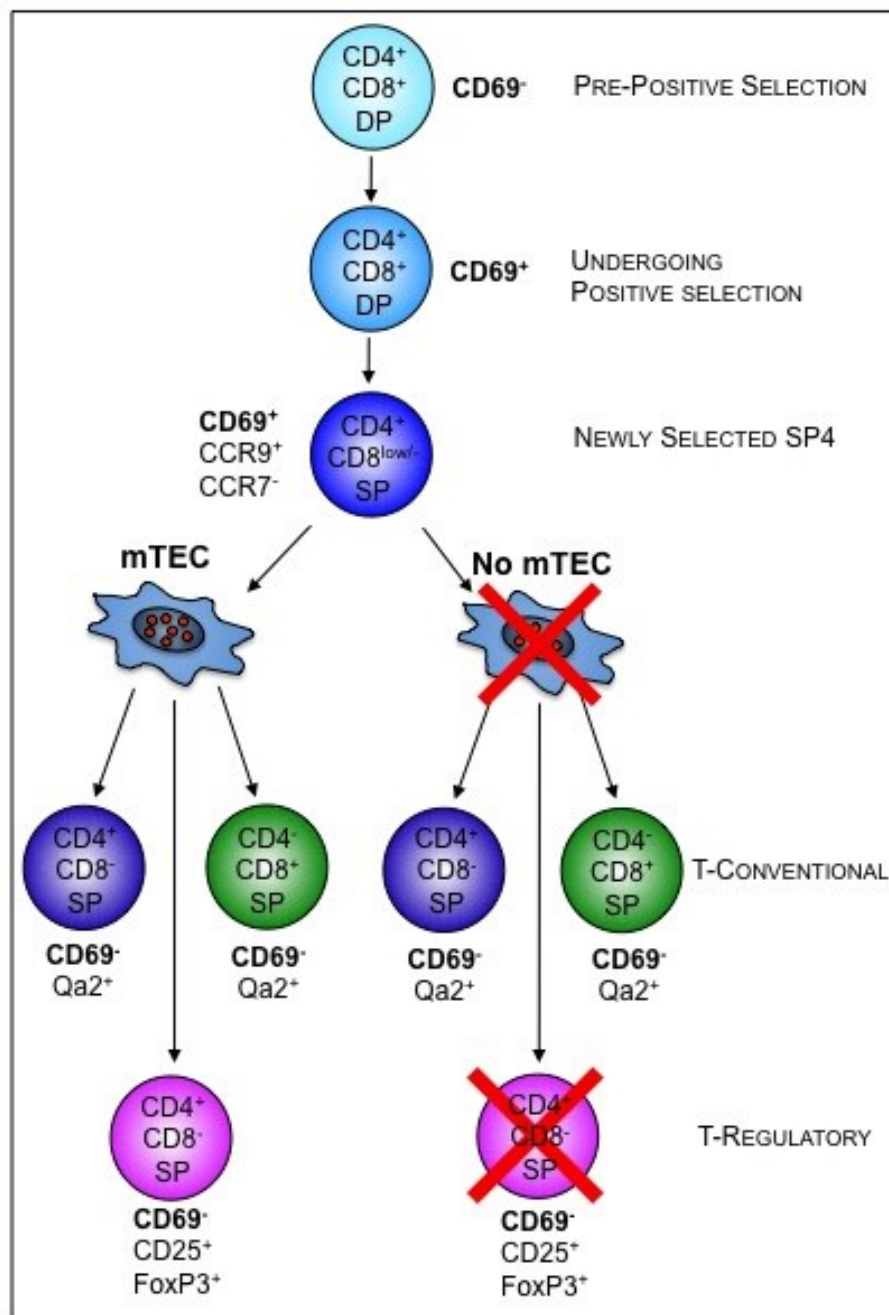 CD4⁺
CD8⁺
DP
CD69⁻
PRE-POSITIVE SELECTION
CD4⁺
CD8⁺
DP
CD69⁺
UNDERGOING
POSITIVE SELECTION
CD69⁺
CCR9⁺
CCR7⁻
CD4⁺
CD8ˡᵒʷ/⁻
SP
NEWLY SELECTED SP4
mTEC
No mTEC
CD4⁺
CD8⁻
SP
CD69⁻
Qa2⁺
CD4⁻
CD8⁺
SP
CD69⁻
Qa2⁺
CD4⁺
CD8⁻
SP
CD69⁻
Qa2⁺
CD4⁻
CD8⁺
SP
CD69⁻
Qa2⁺
T-CONVENTIONAL
CD4⁺
CD8⁻
SP
CD69⁻
CD25⁺
FoxP3⁺
CD4⁺
CD8⁻
SP
CD69⁻
CD25⁺
FoxP3⁺
T-REGULATORY